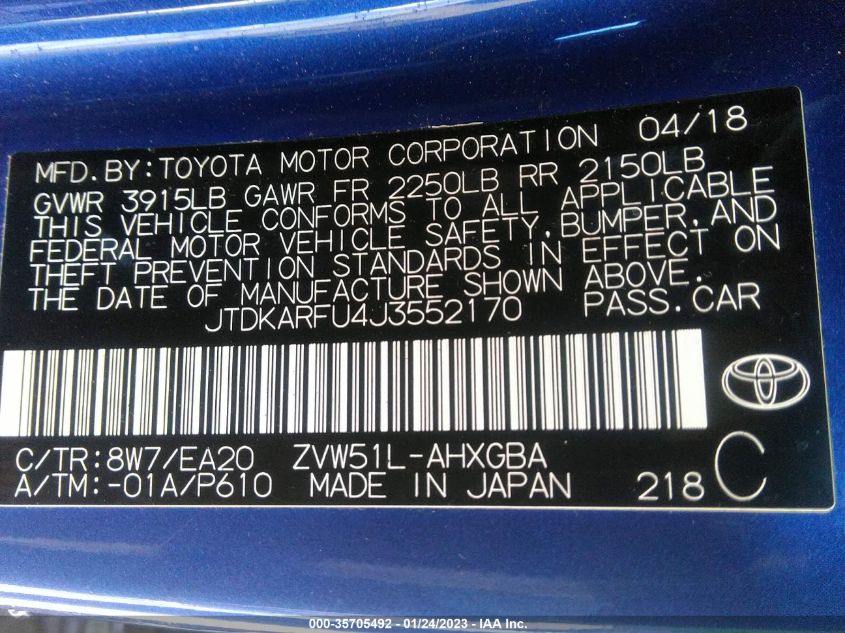 MFD.BY:TOYOTA MOTOR CORPORATION 04/18
GVWR 3915LB GAWR FR 2250LB RR 2150LB
THIS VEHICLE CONFORMS TO ALL APPLICABLE
FEDERAL MOTOR VEHICLE SAFETY,BUMPER,AND
THEFT PREVENTION STANDARDS IN EFFECT ON
THE DATE OF MANUFACTURE SHOWN ABOVE.
JTDKARFU4J3552170 PASS.CAR
C/TR:8W7/EA20 ZVW51L-AHXGBA
A/TM:-01A/P610 MADE IN JAPAN 218 C
000-35705492 - 01/24/2023 - IAA Inc.